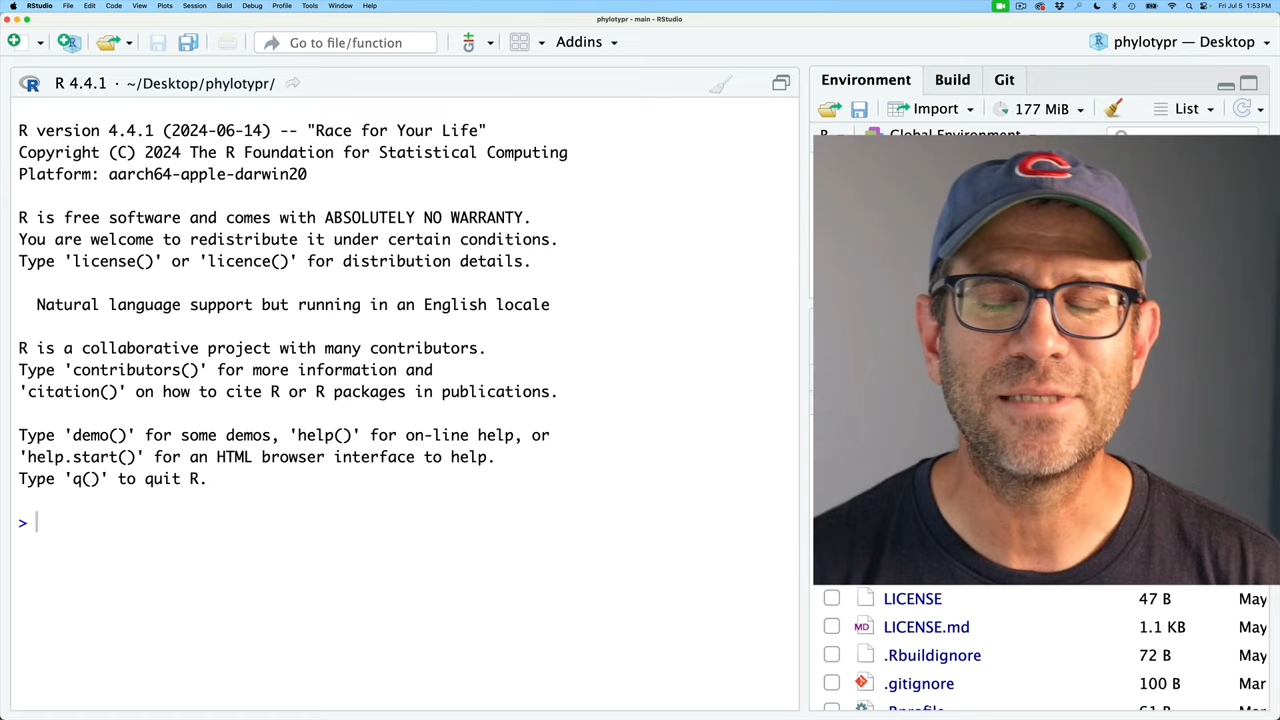 RStudio File Edit Code View Plots Session Build Debug Profile Tools Window Help Fri Jul 5 1:53 PM
phylotypr - main - RStudio
Go to file/function Addins phylotypr — Desktop
R 4.4.1 · ~/Desktop/phylotypr/
Environment Build Git
Import 177 MiB List
R Global Environment
R version 4.4.1 (2024-06-14) -- "Race for Your Life"
Copyright (C) 2024 The R Foundation for Statistical Computing
Platform: aarch64-apple-darwin20
R is free software and comes with ABSOLUTELY NO WARRANTY.
You are welcome to redistribute it under certain conditions.
Type 'license()' or 'licence()' for distribution details.
Natural language support but running in an English locale
R is a collaborative project with many contributors.
Type 'contributors()' for more information and
'citation()' on how to cite R or R packages in publications.
Type 'demo()' for some demos, 'help()' for on-line help, or
'help.start()' for an HTML browser interface to help.
Type 'q()' to quit R.
>
C
LICENSE 47 B May
MD LICENSE.md 1.1 KB May
.Rbuildignore 72 B May
.gitignore 100 B Mar
.Rprofile 61 B Mar